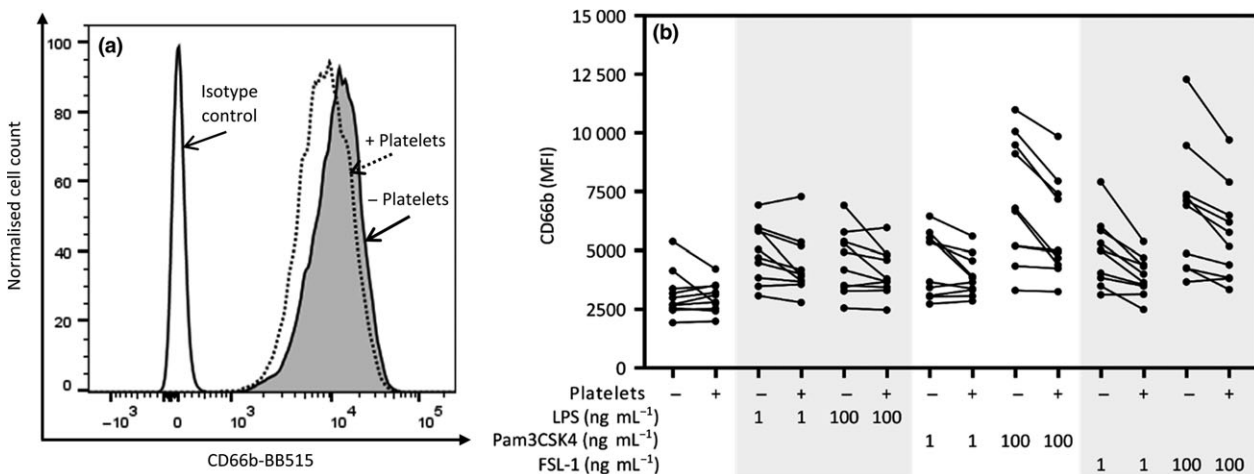 (a)
Normalised cell count
100
80
60
40
20
0
Isotype
control
+ Platelets
– Platelets
–10³ 0 10³ 10⁴ 10⁵
CD66b-BB515
(b)
CD66b (MFI)
15 000
12 500
10 000
7500
5000
2500
0
Platelets – + – + – + – + – + – + – +
LPS (ng mL⁻¹) 1 1 100 100
Pam3CSK4 (ng mL⁻¹) 1 1 100 100
FSL-1 (ng mL⁻¹) 1 1 100 100